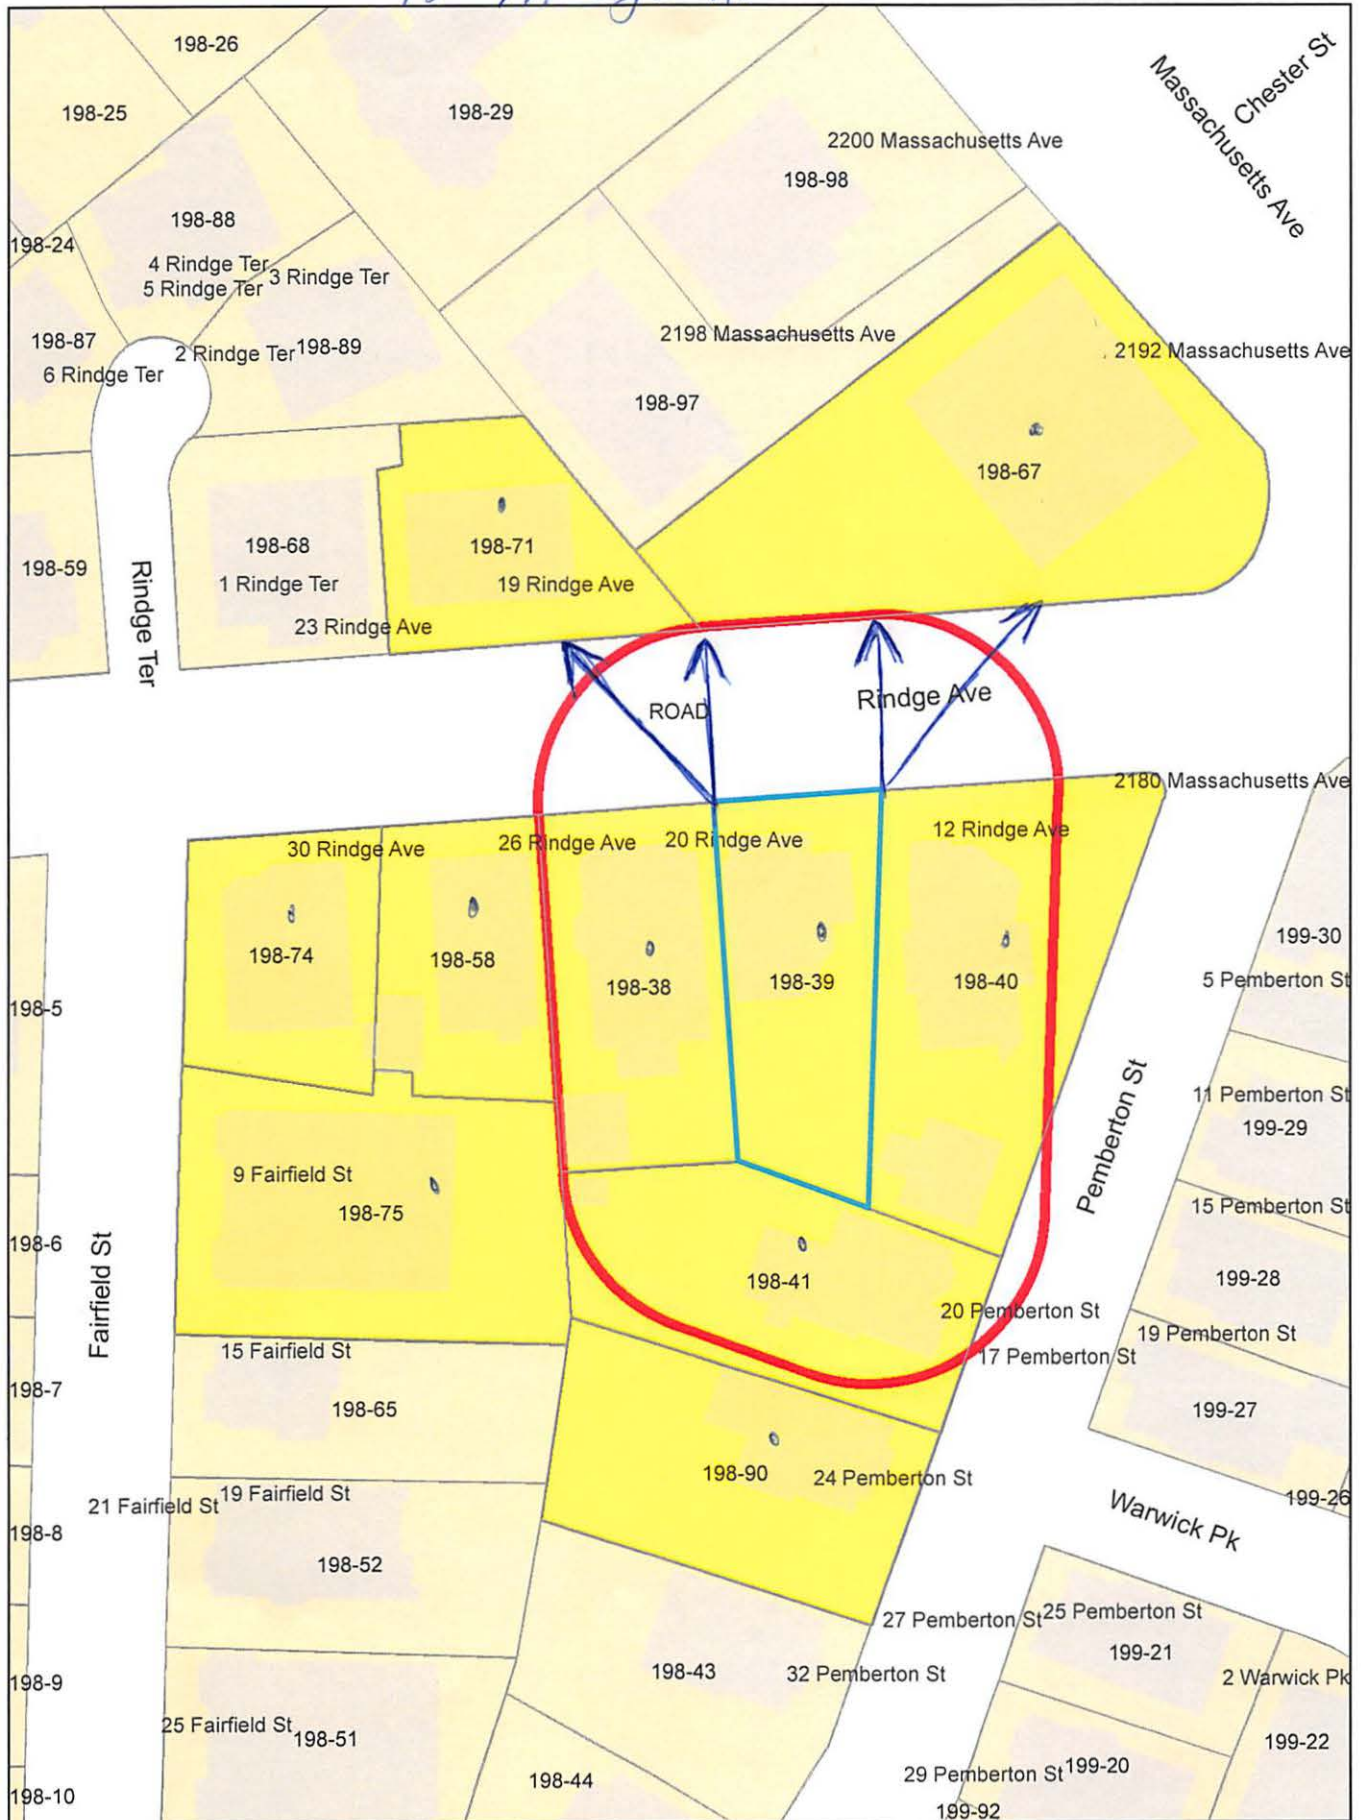 198-26
198-25
198-29
Chester St
Massachusetts Ave
2200 Massachusetts Ave
198-98
198-88
198-24
4 Rindge Ter
5 Rindge Ter
3 Rindge Ter
198-87
2 Rindge Ter
198-89
6 Rindge Ter
2198 Massachusetts Ave
2192 Massachusetts Ave
198-97
198-67
198-59
Rindge Ter
198-68
1 Rindge Ter
198-71
19 Rindge Ave
23 Rindge Ave
ROAD
Rindge Ave
2180 Massachusetts Ave
30 Rindge Ave
26 Rindge Ave
20 Rindge Ave
12 Rindge Ave
198-74
198-58
198-38
198-39
198-40
199-30
5 Pemberton St
198-5
Pemberton St
11 Pemberton St
199-29
9 Fairfield St
198-75
15 Pemberton St
198-6
Fairfield St
198-41
199-28
20 Pemberton St
19 Pemberton St
17 Pemberton St
15 Fairfield St
198-7
198-65
199-27
198-90
24 Pemberton St
199-26
19 Fairfield St
21 Fairfield St
198-8
Warwick Pk
198-52
27 Pemberton St
25 Pemberton St
199-21
198-43
32 Pemberton St
2 Warwick Pk
198-9
25 Fairfield St
198-51
199-22
198-44
29 Pemberton St
199-20
198-10
199-92